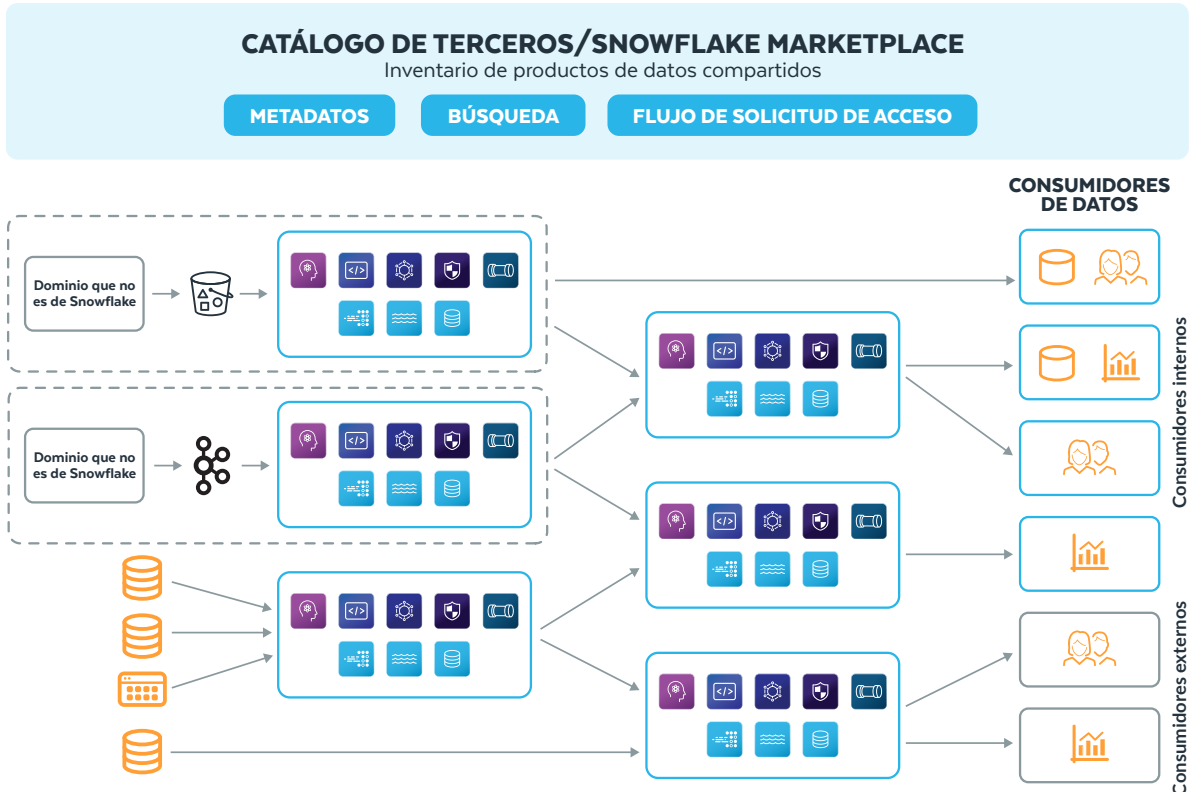 CATÁLOGO DE TERCEROS/SNOWFLAKE MARKETPLACE
Inventario de productos de datos compartidos
METADATOS
BÚSQUEDA
FLUJO DE SOLICITUD DE ACCESO
CONSUMIDORES
DE DATOS
Dominio que no
es de Snowflake
Dominio que no
es de Snowflake
Consumidores internos
Consumidores externos